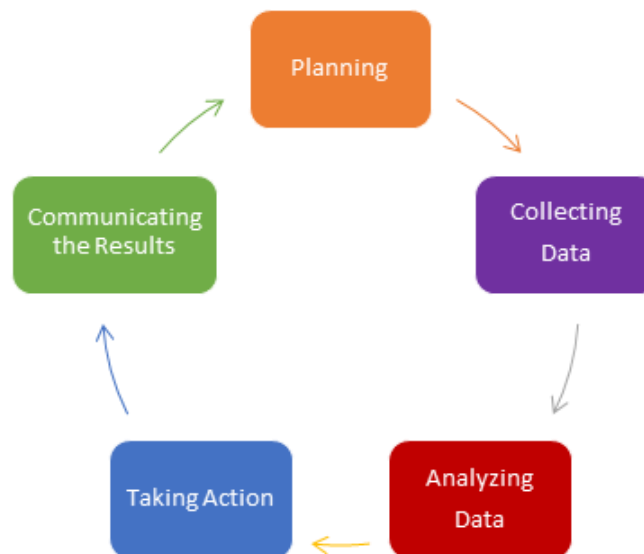 Planning
Collecting
Data
Analyzing
Data
Taking Action
Communicating
the Results